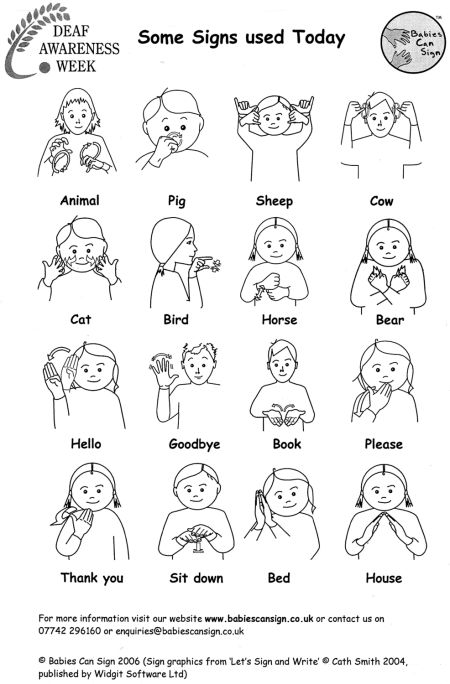 DEAF
AWARENESS
WEEK
Some Signs used Today
Babies
Can
Sign
TM
Animal
Pig
Sheep
Cow
Cat
Bird
Horse
Bear
Hello
Goodbye
Book
Please
Thank you
Sit down
Bed
House
For more information visit our website www.babiescansign.co.uk or contact us on
07742 296160 or enquiries@babiescansign.co.uk
© Babies Can Sign 2006 (Sign graphics from 'Let's Sign and Write' © Cath Smith 2004,
published by Widgit Software Ltd)